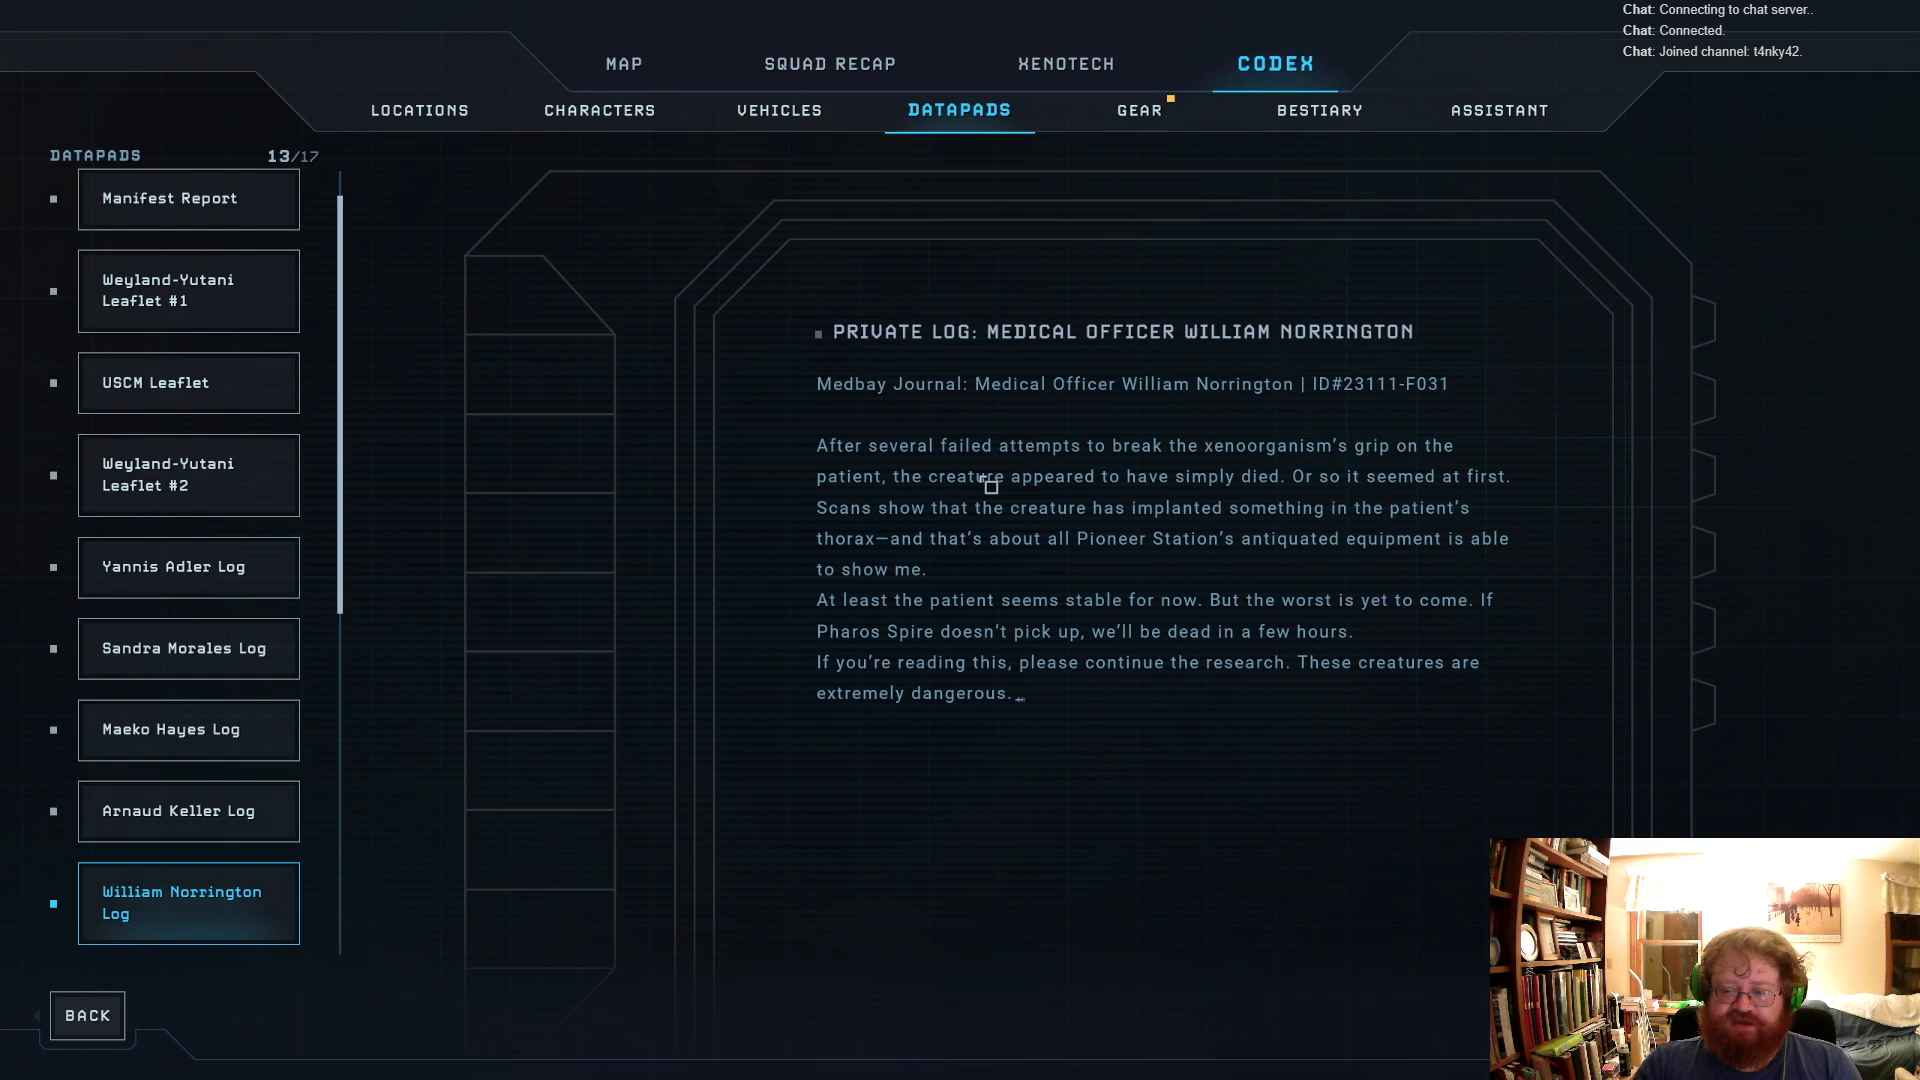 Chat: Connecting to chat server..
Chat: Connected.
Chat: Joined channel: t4nky42.
MAP
SQUAD RECAP
XENOTECH
CODEX
LOCATIONS
CHARACTERS
VEHICLES
DATAPADS
GEAR
BESTIARY
ASSISTANT
DATAPADS 13/17
Manifest Report
Weyland-Yutani
Leaflet #1
USCM Leaflet
Weyland-Yutani
Leaflet #2
Yannis Adler Log
Sandra Morales Log
Maeko Hayes Log
Arnaud Keller Log
William Norrington
Log
PRIVATE LOG: MEDICAL OFFICER WILLIAM NORRINGTON
Medbay Journal: Medical Officer William Norrington | ID#23111-F031
After several failed attempts to break the xenoorganism’s grip on the
patient, the creature appeared to have simply died. Or so it seemed at first.
Scans show that the creature has implanted something in the patient’s
thorax—and that’s about all Pioneer Station’s antiquated equipment is able
to show me.
At least the patient seems stable for now. But the worst is yet to come. If
Pharos Spire doesn’t pick up, we’ll be dead in a few hours.
If you’re reading this, please continue the research. These creatures are
extremely dangerous.
BACK